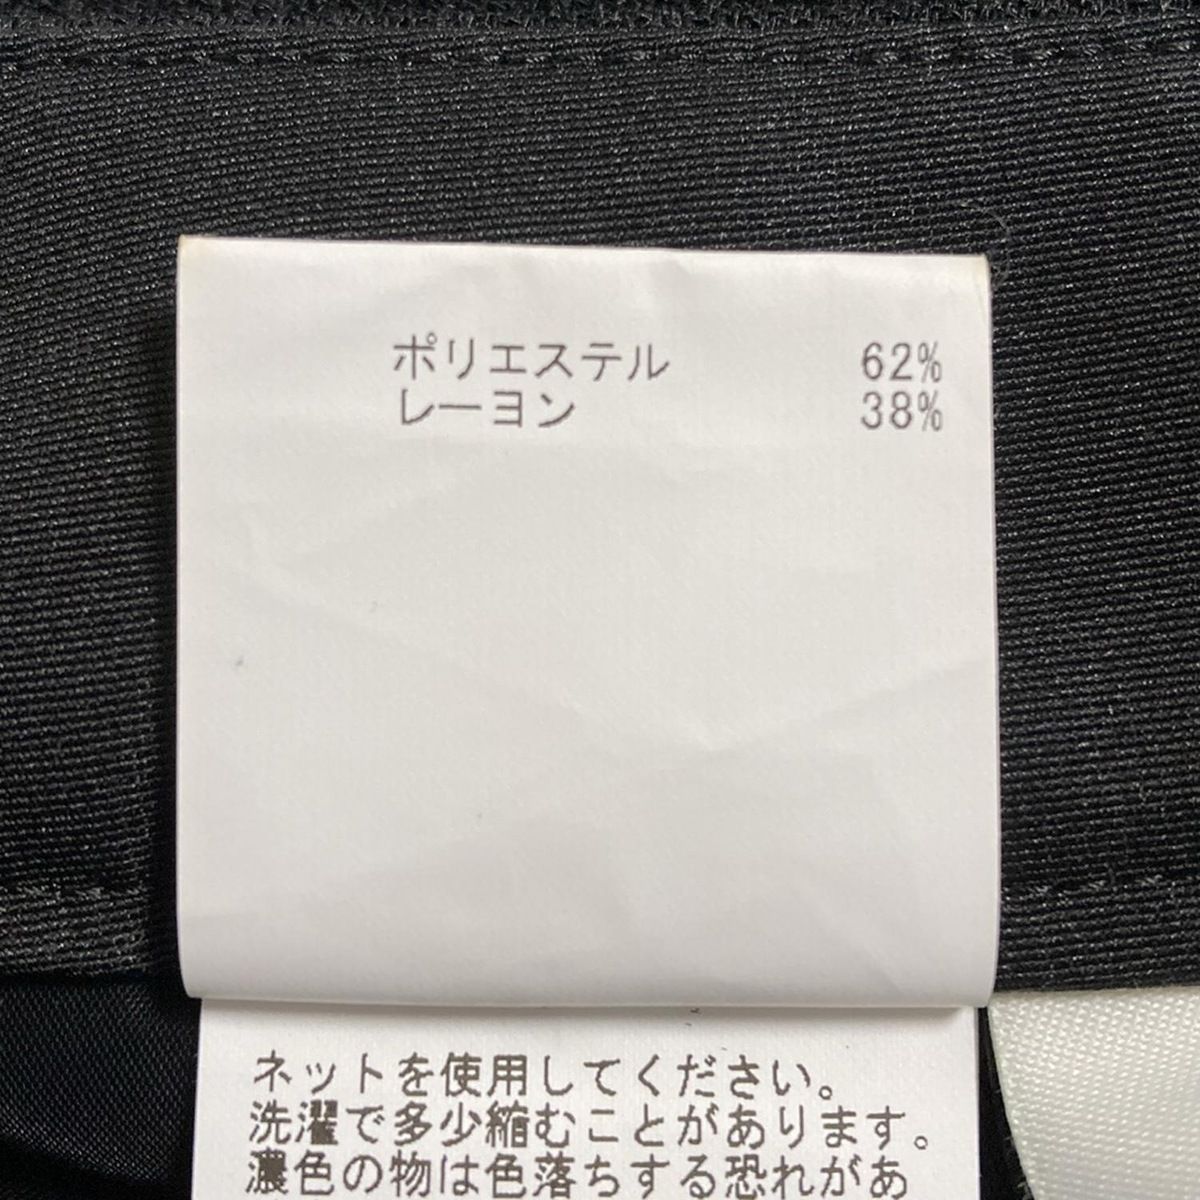 ポリエステル 62%
レーヨン 38%
ネットを使用してください。
洗濯で多少縮むことがあります。
濃色の物は色落ちする恐れがあ